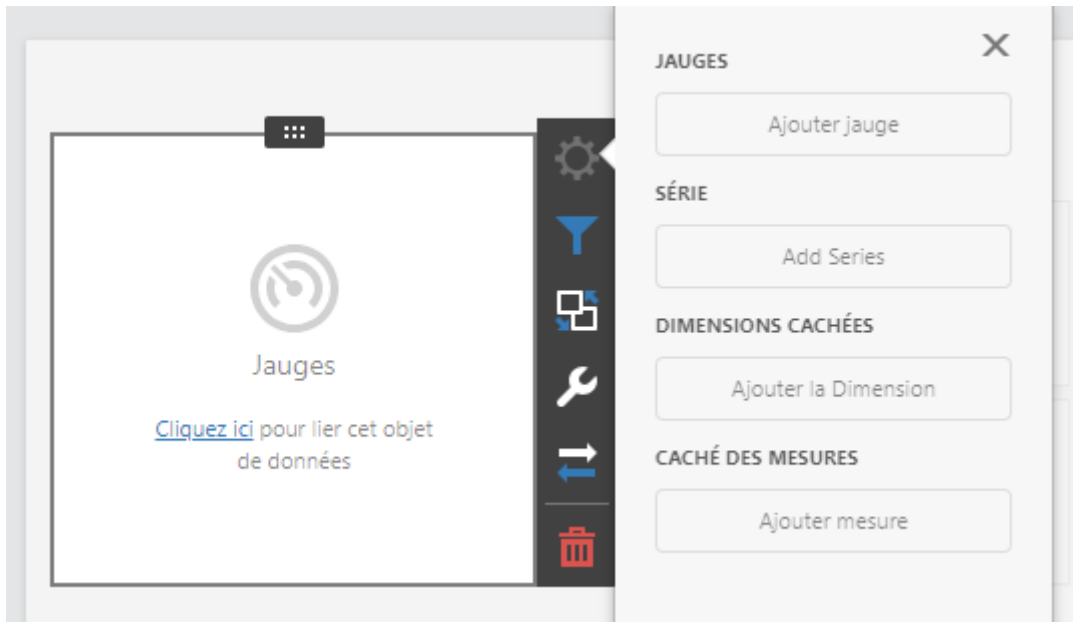 Jauges
Cliquez ici pour lier cet objet
de données
JAUGES
Ajouter jauge
SÉRIE
Add Series
DIMENSIONS CACHÉES
Ajouter la Dimension
CACHÉ DES MESURES
Ajouter mesure